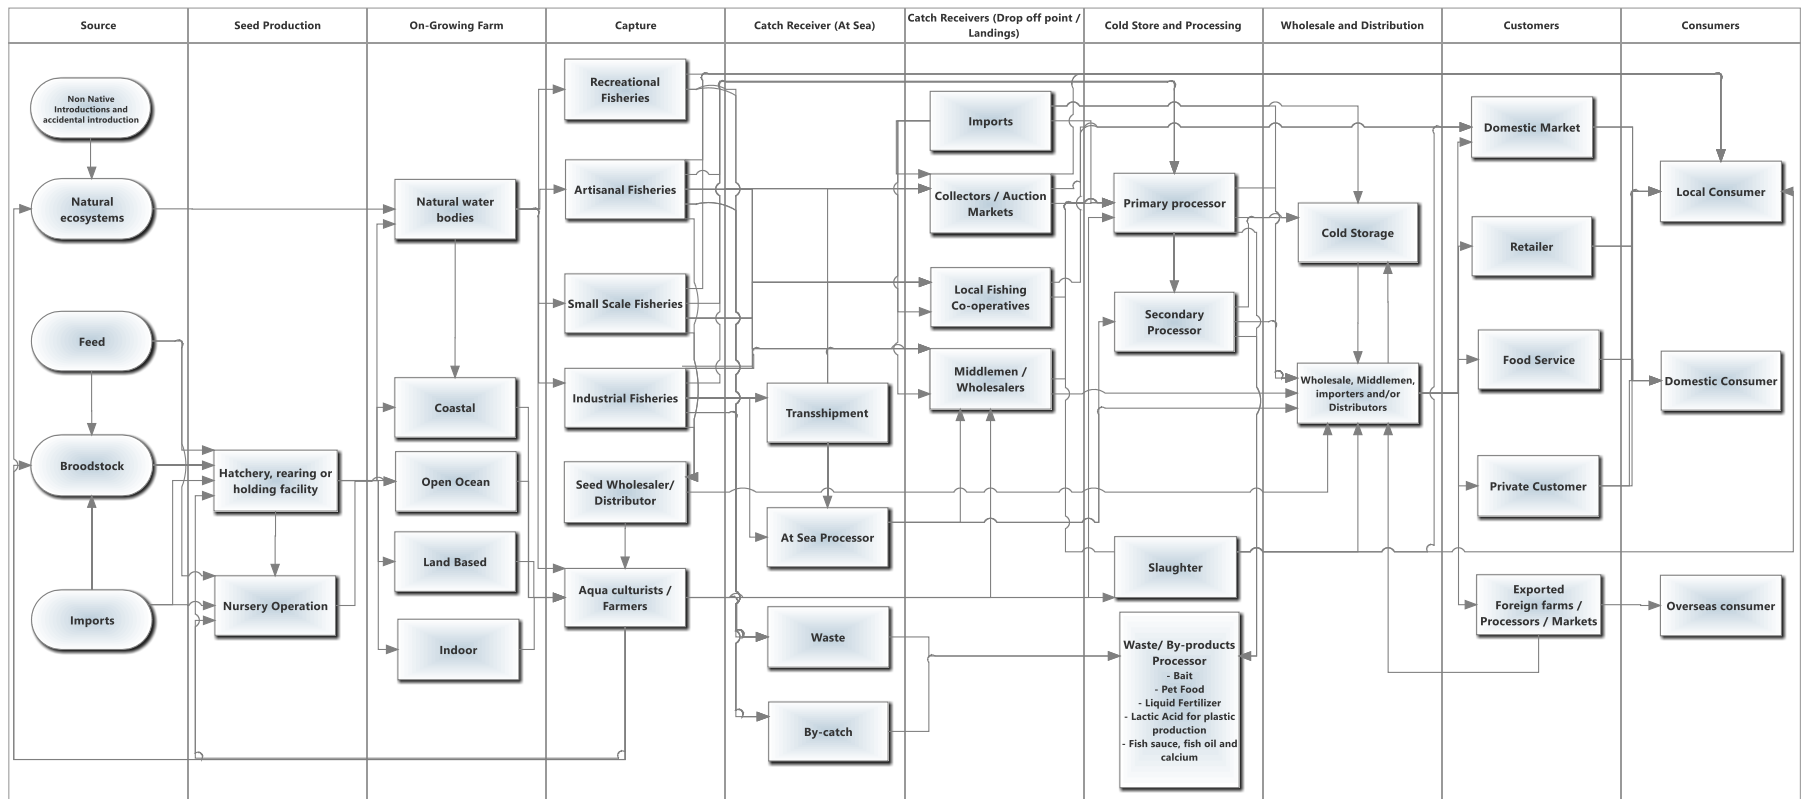 Source
Seed Production
On-Growing Farm
Capture
Catch Receiver (At Sea)
Catch Receivers (Drop off point /
Landings)
Cold Store and Processing
Wholesale and Distribution
Customers
Consumers
Non Native
Introductions and
accidental introduction
Natural
ecosystems
Feed
Broodstock
Imports
Hatchery, rearing or
holding facility
Nursery Operation
Natural water
bodies
Coastal
Open Ocean
Land Based
Indoor
Recreational
Fisheries
Artisanal Fisheries
Small Scale Fisheries
Industrial Fisheries
Seed Wholesaler/
Distributor
Aqua culturists /
Farmers
Transshipment
At Sea Processor
Waste
By-catch
Imports
Collectors / Auction
Markets
Local Fishing
Co-operatives
Middlemen /
Wholesalers
Primary processor
Secondary
Processor
Slaughter
Waste/ By-products
Processor
- Bait
- Pet Food
- Liquid Fertilizer
- Lactic Acid for plastic
production
- Fish sauce, fish oil and
calcium
Cold Storage
Wholesale, Middlemen,
importers and/or
Distributors
Domestic Market
Retailer
Food Service
Private Customer
Exported
Foreign farms /
Processors / Markets
Local Consumer
Domestic Consumer
Overseas consumer